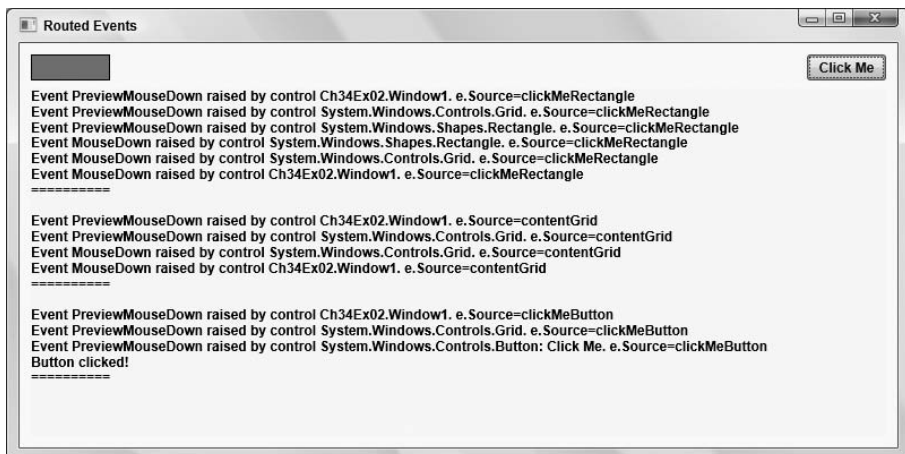 Routed Events
Click Me
Event PreviewMouseDown raised by control Ch34Ex02.Window1. e.Source=clickMeRectangle
Event PreviewMouseDown raised by control System.Windows.Controls.Grid. e.Source=clickMeRectangle
Event PreviewMouseDown raised by control System.Windows.Shapes.Rectangle. e.Source=clickMeRectangle
Event MouseDown raised by control System.Windows.Shapes.Rectangle. e.Source=clickMeRectangle
Event MouseDown raised by control System.Windows.Controls.Grid. e.Source=clickMeRectangle
Event MouseDown raised by control Ch34Ex02.Window1. e.Source=clickMeRectangle
==========
Event PreviewMouseDown raised by control Ch34Ex02.Window1. e.Source=contentGrid
Event PreviewMouseDown raised by control System.Windows.Controls.Grid. e.Source=contentGrid
Event MouseDown raised by control System.Windows.Controls.Grid. e.Source=contentGrid
Event MouseDown raised by control Ch34Ex02.Window1. e.Source=contentGrid
==========
Event PreviewMouseDown raised by control Ch34Ex02.Window1. e.Source=clickMeButton
Event PreviewMouseDown raised by control System.Windows.Controls.Grid. e.Source=clickMeButton
Event PreviewMouseDown raised by control System.Windows.Controls.Button: Click Me. e.Source=clickMeButton
Button clicked!
==========